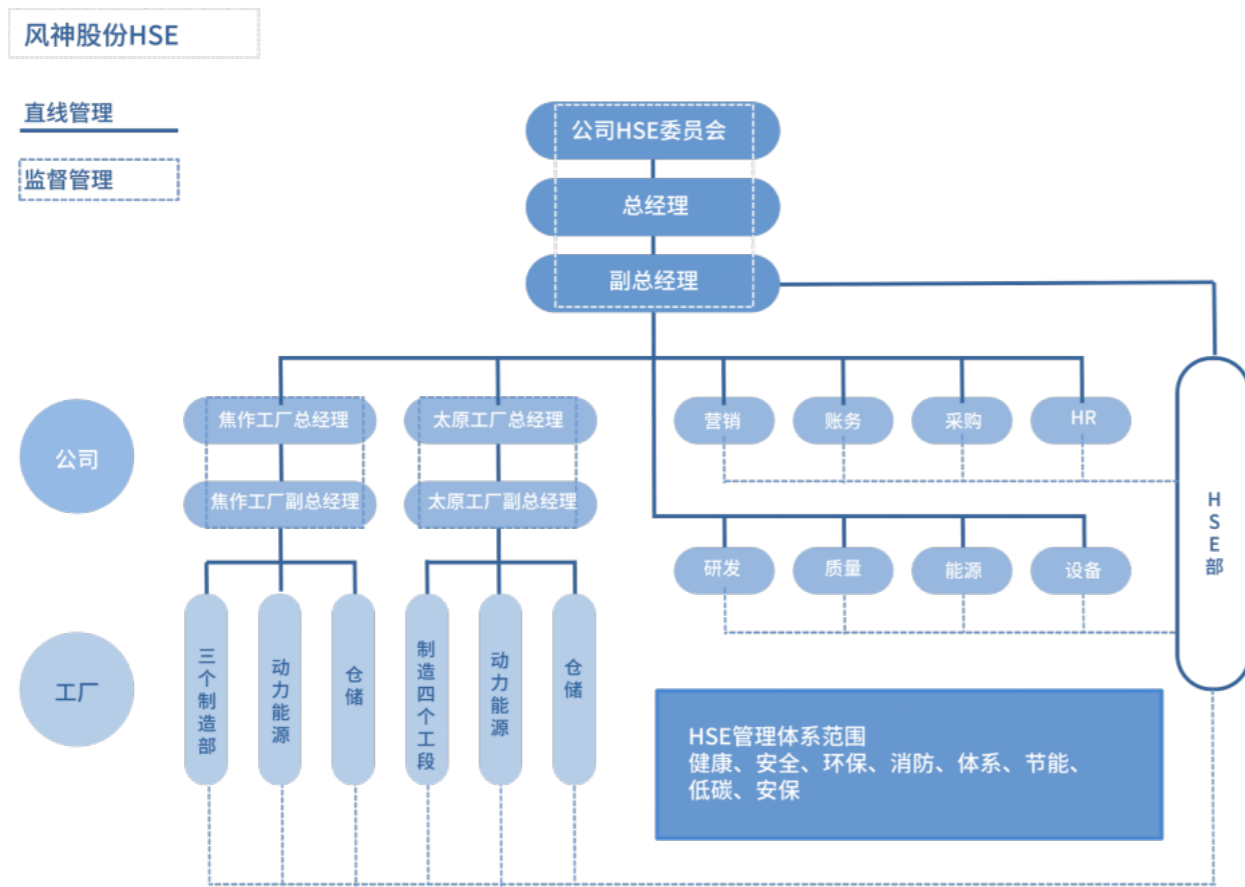 风神股份HSE
直线管理
监督管理
公司HSE委员会
总经理
副总经理
公司
焦作工厂总经理
太原工厂总经理
营销
账务
采购
HR
焦作工厂副总经理
太原工厂副总经理
HSE部
研发
质量
能源
设备
工厂
三个制造部
动力能源
仓储
制造四个工段
动力能源
仓储
HSE管理体系范围
健康、安全、环保、消防、体系、节能、
低碳、安保